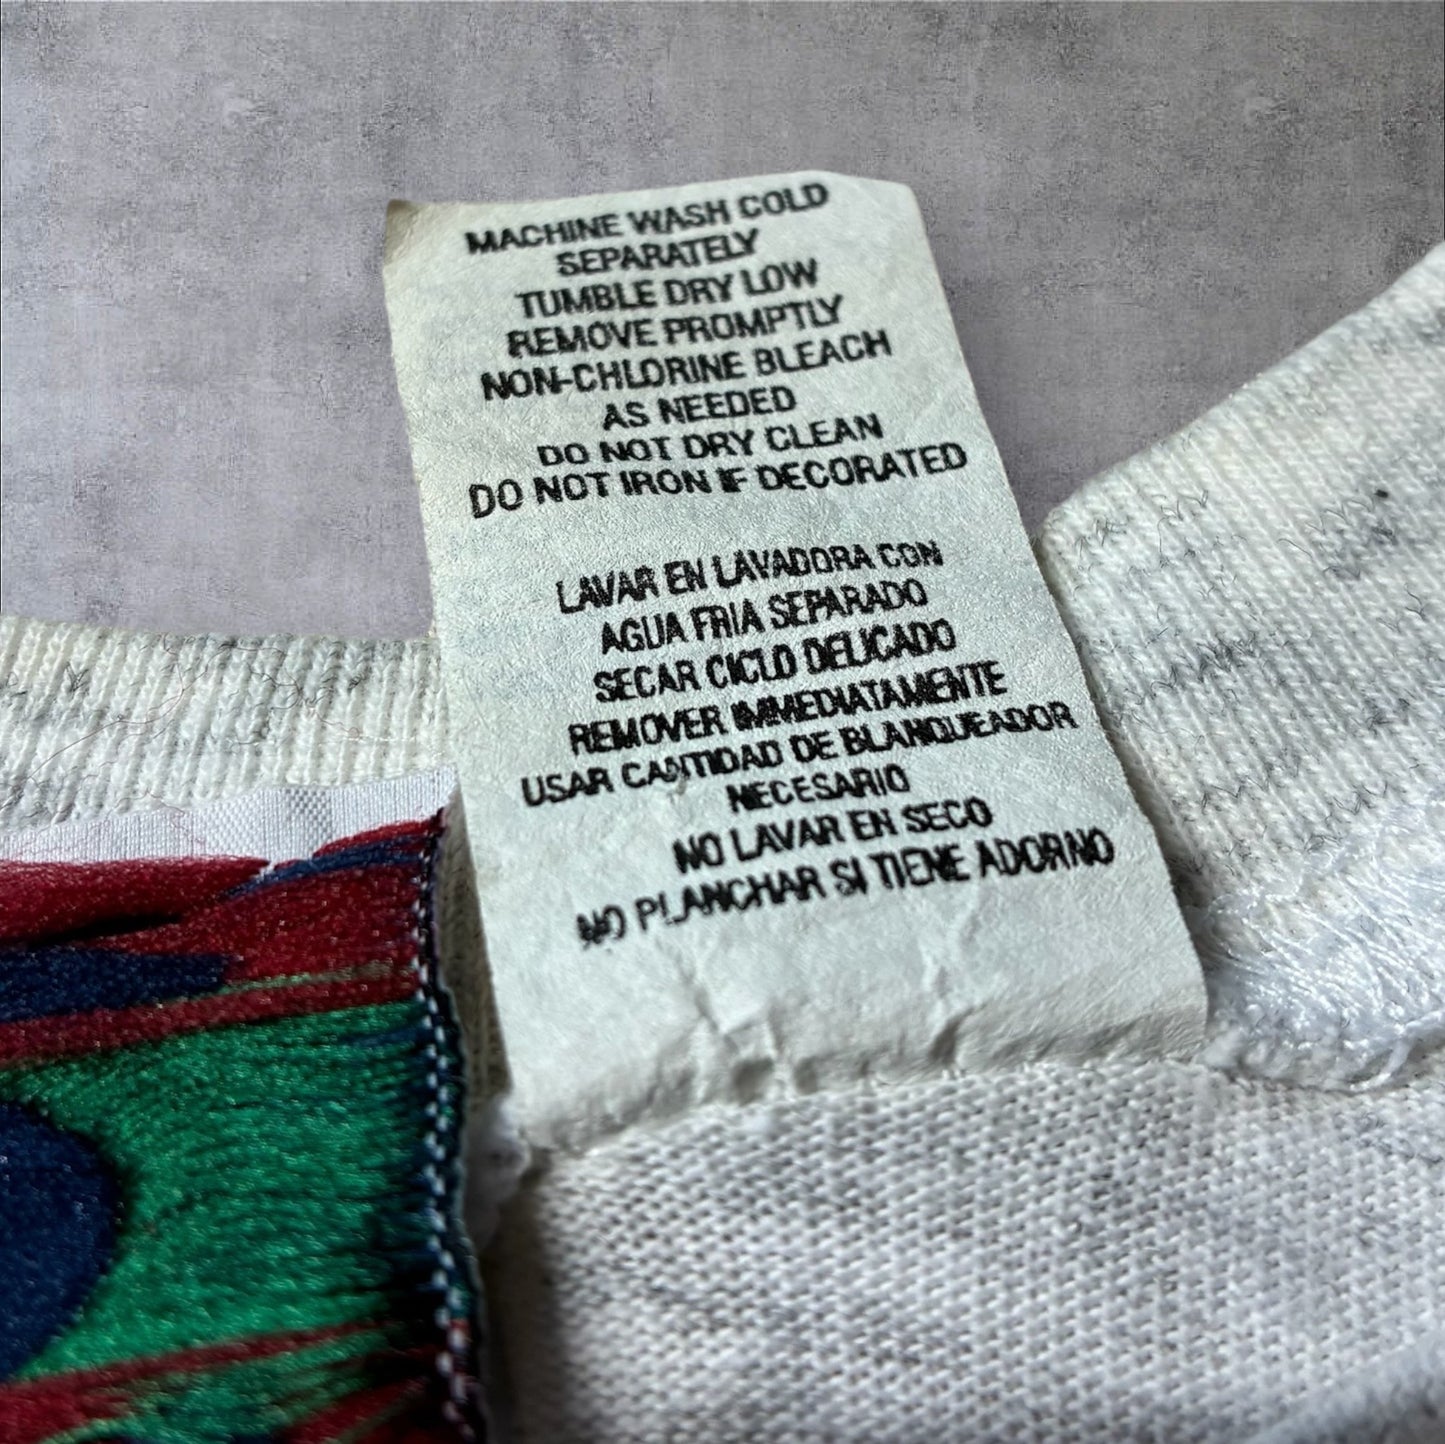 MACHINE WASH COLD
SEPARATELY
TUMBLE DRY LOW
REMOVE PROMPTLY
NON-CHLORINE BLEACH
AS NEEDED
DO NOT DRY CLEAN
DO NOT IRON IF DECORATED
LAVAR EN LAVADORA CON
AGUA FRIA SEPARADO
SECAR CICLO DELICADO
REMOVER IMMEDIATAMENTE
USAR CANTIDAD DE BLANQUEADOR
NECESARIO
NO LAVAR EN SECO
NO PLANCHAR SI TIENE ADORNO